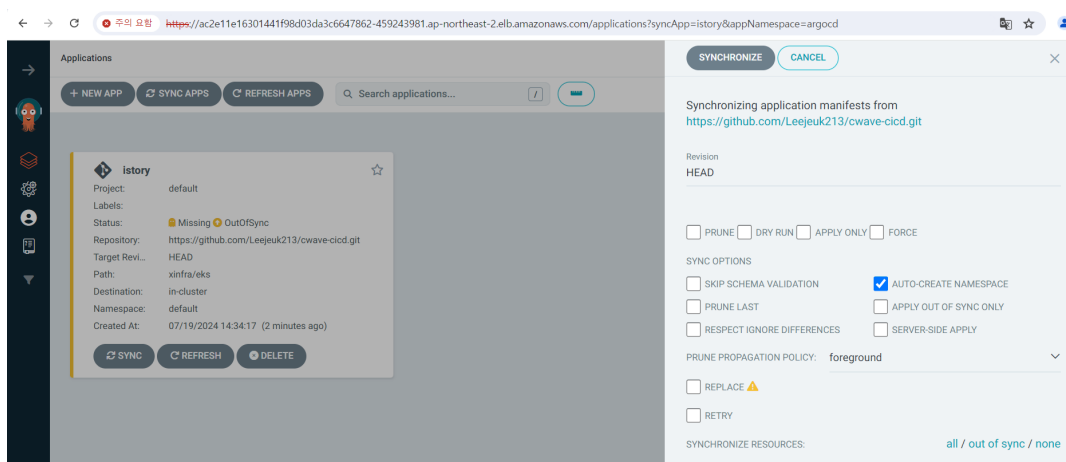 주의 요함 https://ac2e11e16301441f98d03da3c6647862-459243981.ap-northeast-2.elb.amazonaws.com/applications?syncApp=istory&appNamespace=argocd
Applications
+ NEW APP SYNC APPS REFRESH APPS Search applications... /
istory
Project: default
Labels:
Status: Missing OutOfSync
Repository: https://github.com/Leejeuk213/cwave-cicd.git
Target Revi... HEAD
Path: xinfra/eks
Destination: in-cluster
Namespace: default
Created At: 07/19/2024 14:34:17 (2 minutes ago)
SYNC REFRESH DELETE
SYNCHRONIZE CANCEL
Synchronizing application manifests from
https://github.com/Leejeuk213/cwave-cicd.git
Revision
HEAD
PRUNE DRY RUN APPLY ONLY FORCE
SYNC OPTIONS
SKIP SCHEMA VALIDATION AUTO-CREATE NAMESPACE
PRUNE LAST APPLY OUT OF SYNC ONLY
RESPECT IGNORE DIFFERENCES SERVER-SIDE APPLY
PRUNE PROPAGATION POLICY: foreground
REPLACE
RETRY
SYNCHRONIZE RESOURCES: all / out of sync / none